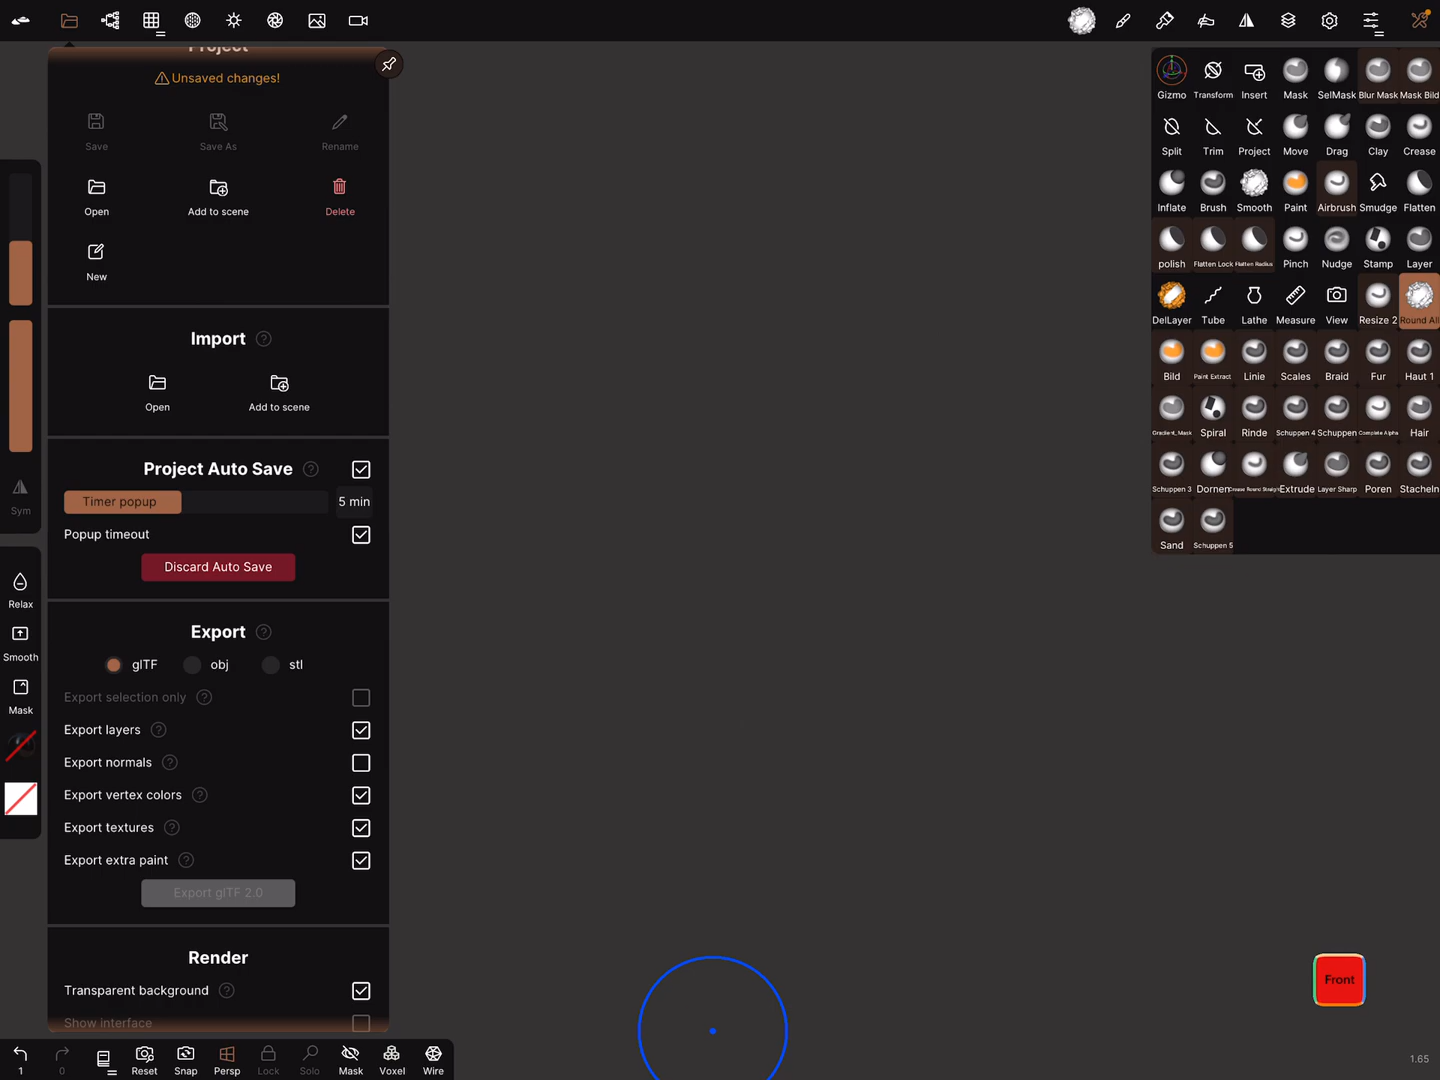 Project
Unsaved changes!
Save
Save As
Rename
Open
Add to scene
Delete
New
Import
Open
Add to scene
Project Auto Save
Timer popup
5 min
Popup timeout
Discard Auto Save
Export
glTF
obj
stl
Export selection only
Export layers
Export normals
Export vertex colors
Export textures
Export extra paint
Export glTF 2.0
Render
Transparent background
Show interface
Sym
Relax
Smooth
Mask
1
0
Reset
Snap
Persp
Lock
Solo
Mask
Voxel
Wire
Gizmo
Transform
Insert
Mask
SelMask
Blur Mask
Mask Bild
Split
Trim
Project
Move
Drag
Clay
Crease
Inflate
Brush
Smooth
Paint
Airbrush
Smudge
Flatten
polish
Flatten Lock
Flatten Radius
Pinch
Nudge
Stamp
Layer
DelLayer
Tube
Lathe
Measure
View
Resize 2
Round All
Bild
Paint Extract
Linie
Scales
Braid
Fur
Haut 1
Gradient_Mask
Spiral
Rinde
Schuppen 4
Schuppen
Complete Alpha
Hair
Schuppen 3
Dornen
Crease Round Straight
Extrude
Layer Sharp
Poren
Stacheln
Sand
Schuppen 5
Front
1.65